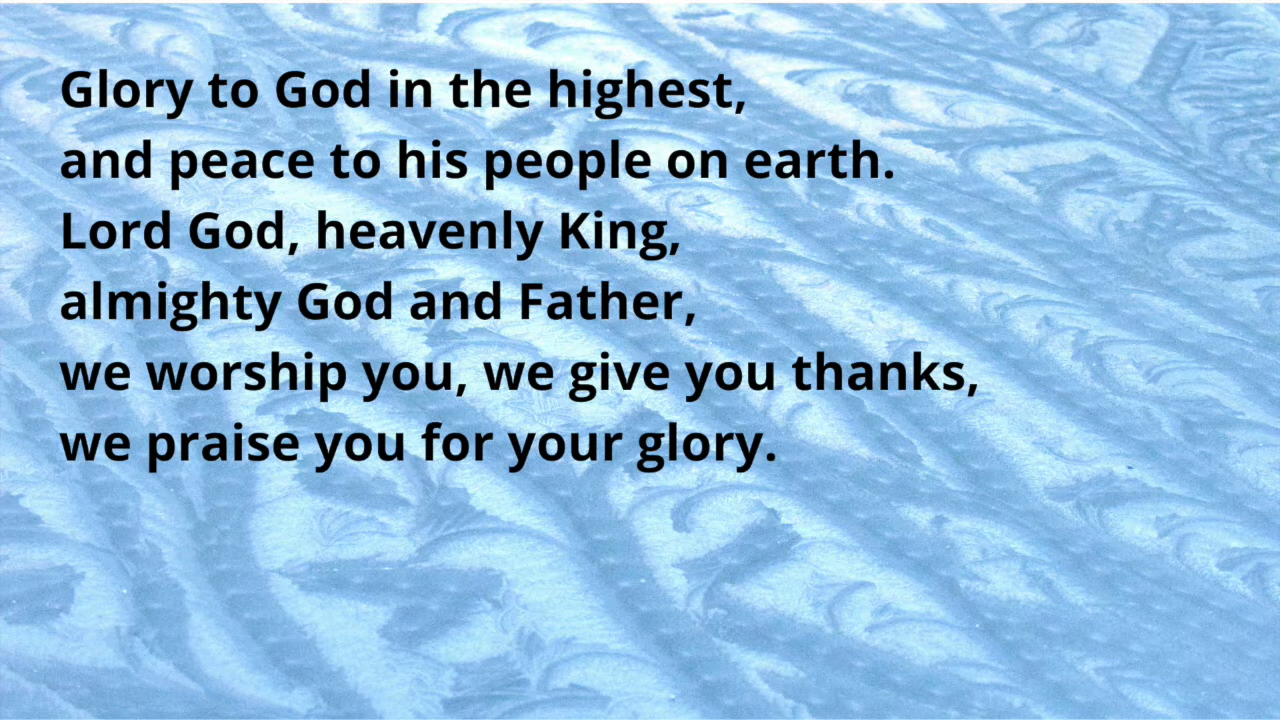 Glory to God in the highest,
and peace to his people on earth.
Lord God, heavenly King,
almighty God and Father,
we worship you, we give you thanks,
we praise you for your glory.